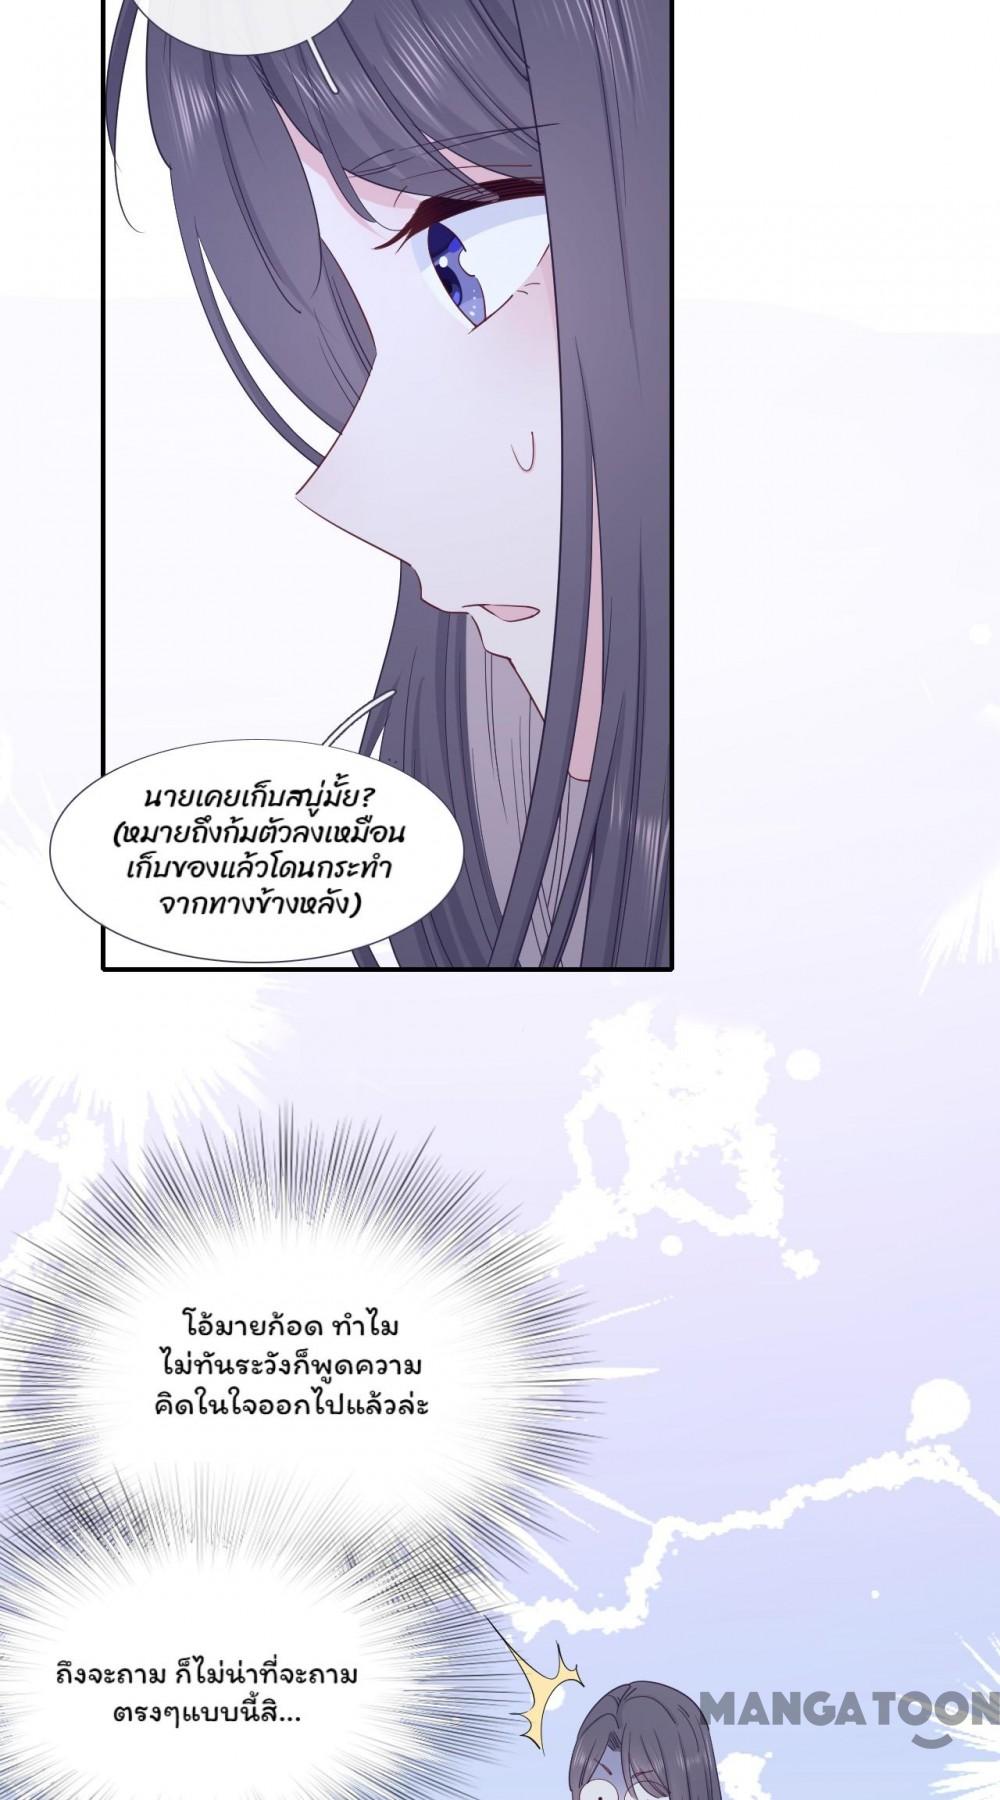 นายเคยเก็บสบู่มั้ย?
(หมายถึงก้มตัวลงเหมือน
เก็บของแล้วโดนกระทำ
จากทางข้างหลัง)
โอ้มายก้อด ทำไม
ไม่ทันระวังก็พูดความ
คิดในใจออกไปแล้วล่ะ
ถึงจะถาม ก็ไม่น่าที่จะถาม
ตรงๆแบบนี้สิ...
MANGATOON